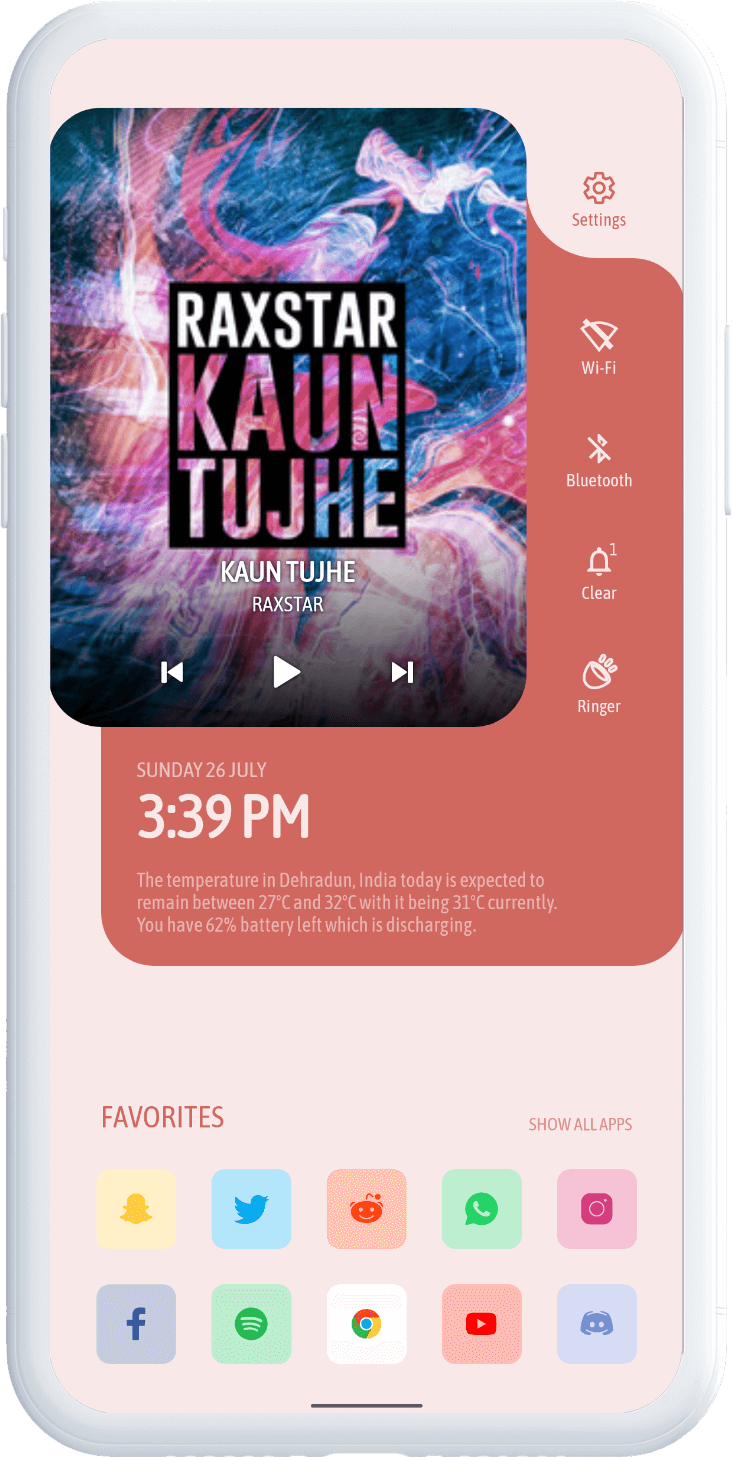 RAXSTAR
KAUN
TUJHE
KAUN TUJHE
RAXSTAR
Settings
Wi-Fi
Bluetooth
1
Clear
Ringer
SUNDAY 26 JULY
3:39 PM
The temperature in Dehradun, India today is expected to
remain between 27°C and 32°C with it being 31°C currently.
You have 62% battery left which is discharging.
FAVORITES
SHOW ALL APPS